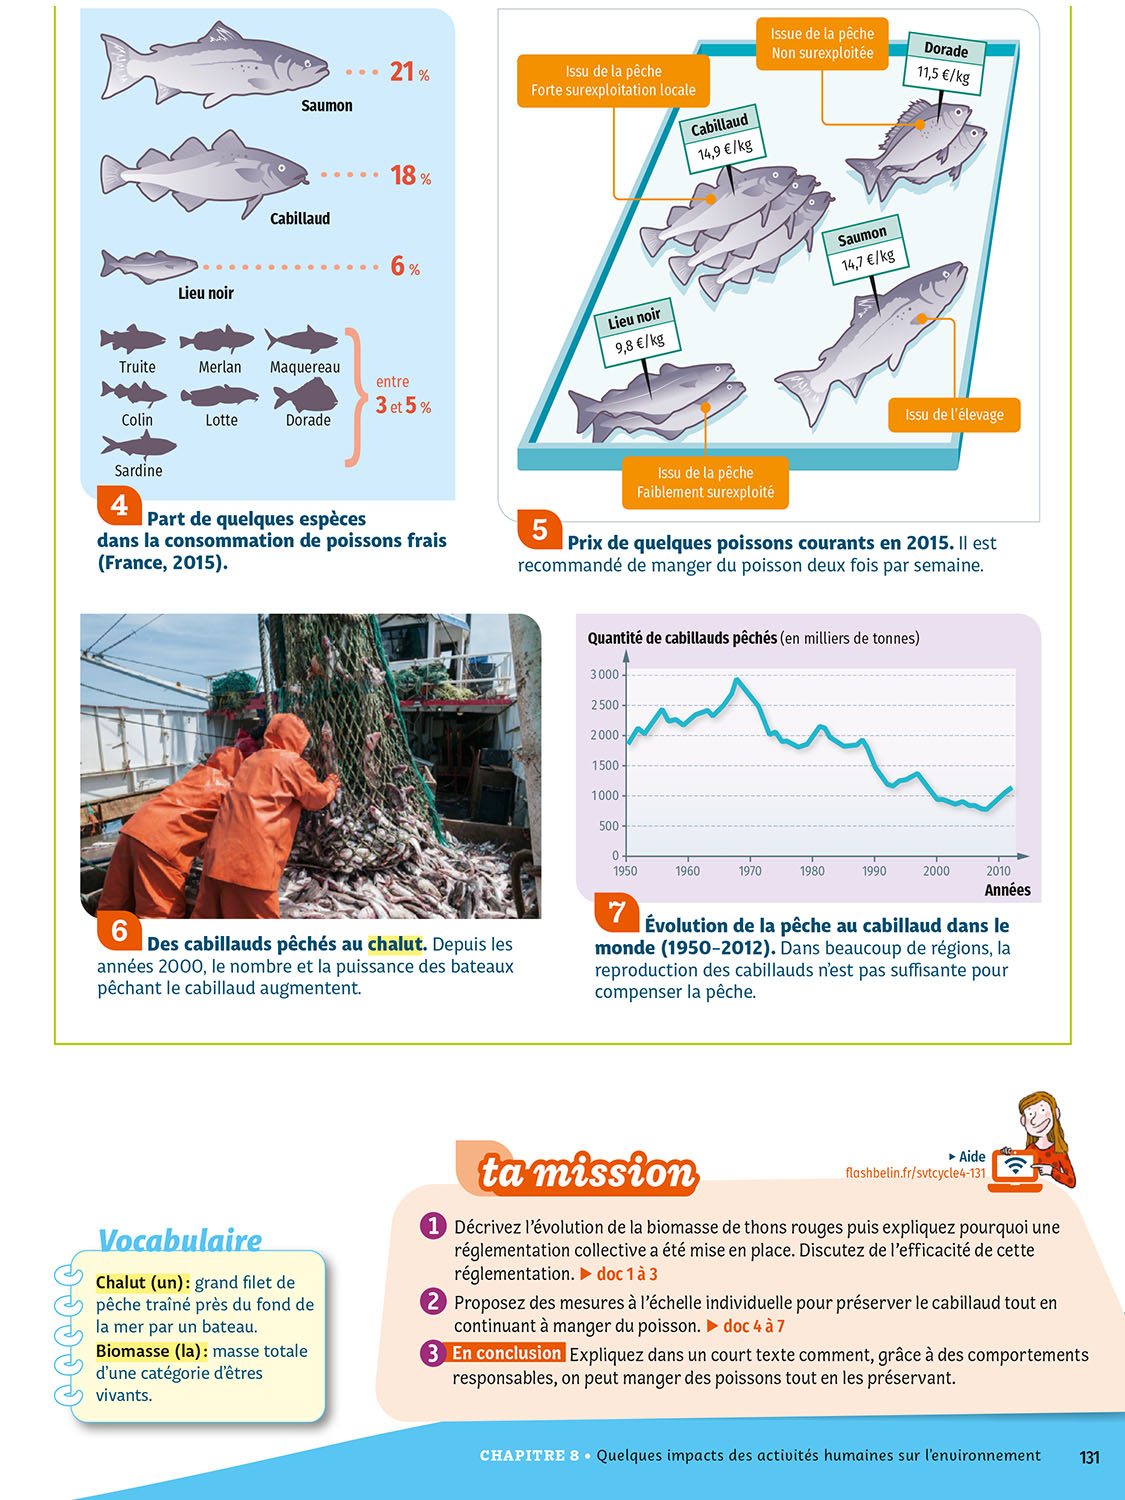 21 %
Saumon
18 %
Cabillaud
6 %
Lieu noir
Truite
Merlan
Maquereau
Colin
Lotte
Dorade
Sardine
entre
3 et 5 %
4 Part de quelques espèces
dans la consommation de poissons frais
(France, 2015).
Issu de la pêche
Forte surexploitation locale
Issue de la pêche
Non surexploitée
Dorade
11,5 €/kg
Cabillaud
14,9 €/kg
Saumon
14,7 €/kg
Lieu noir
9,8 €/kg
Issu de l'élevage
Issu de la pêche
Faiblement surexploité
5 Prix de quelques poissons courants en 2015. Il est
recommandé de manger du poisson deux fois par semaine.
6 Des cabillauds pêchés au chalut. Depuis les
années 2000, le nombre et la puissance des bateaux
pêchant le cabillaud augmentent.
Quantité de cabillauds pêchés (en milliers de tonnes)
3 000
2 500
2 000
1 500
1 000
500
0
1950 1960 1970 1980 1990 2000 2010
Années
7 Évolution de la pêche au cabillaud dans le
monde (1950-2012). Dans beaucoup de régions, la
reproduction des cabillauds n'est pas suffisante pour
compenser la pêche.
Vocabulaire
Chalut (un) : grand filet de
pêche traîné près du fond de
la mer par un bateau.
Biomasse (la) : masse totale
d'une catégorie d'êtres
vivants.
ta mission
▸ Aide
flashbelin.fr/svtcycle4-131
1 Décrivez l'évolution de la biomasse de thons rouges puis expliquez pourquoi une
réglementation collective a été mise en place. Discutez de l'efficacité de cette
réglementation. ▸ doc 1 à 3
2 Proposez des mesures à l'échelle individuelle pour préserver le cabillaud tout en
continuant à manger du poisson. ▸ doc 4 à 7
3 En conclusion Expliquez dans un court texte comment, grâce à des comportements
responsables, on peut manger des poissons tout en les préservant.
CHAPITRE 8 • Quelques impacts des activités humaines sur l'environnement 131